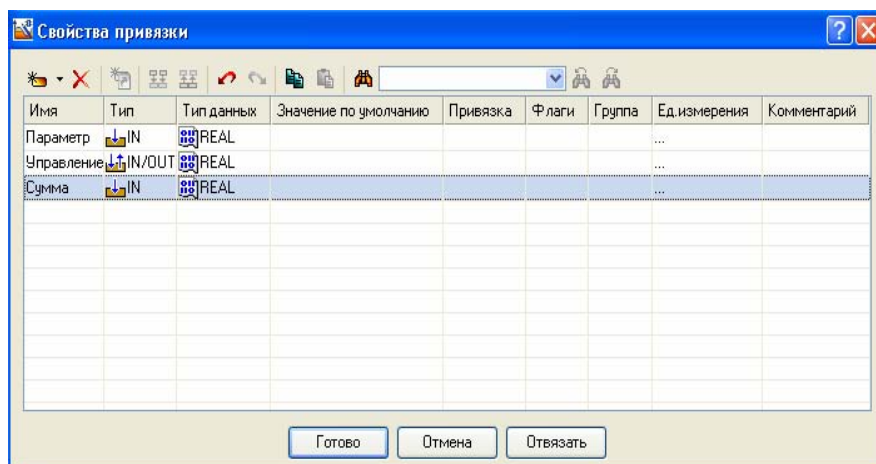 Свойства привязки
Имя Тип Тип данных Значение по умолчанию Привязка Флаги Группа Ед.измерения Комментарий
Параметр IN REAL ...
Управление IN/OUT REAL ...
Сумма IN REAL ...
Готово Отмена Отвязать